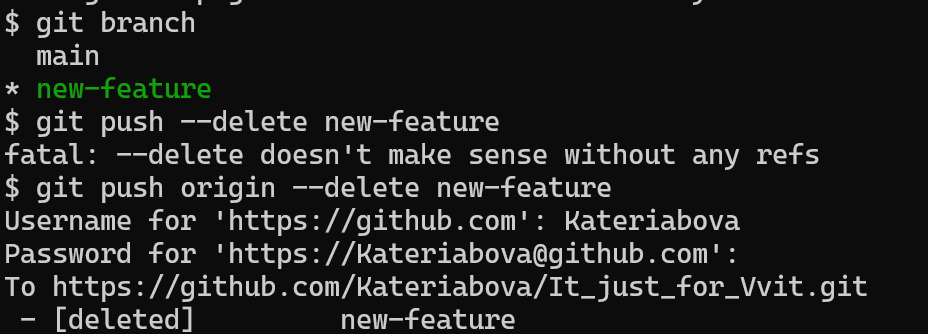 $ git branch
  main
* new-feature
$ git push --delete new-feature
fatal: --delete doesn't make sense without any refs
$ git push origin --delete new-feature
Username for 'https://github.com': Kateriabova
Password for 'https://Kateriabova@github.com':
To https://github.com/Kateriabova/It_just_for_Vvit.git
 - [deleted]         new-feature